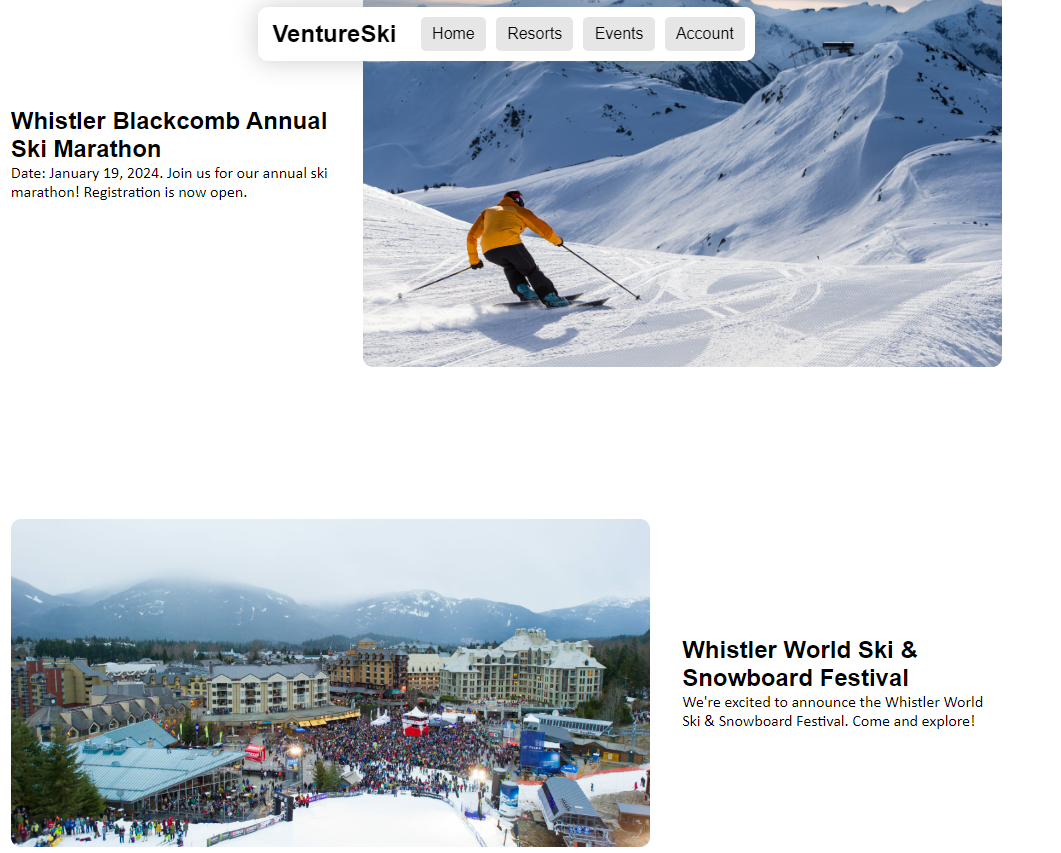 VentureSki Home Resorts Events Account
Whistler Blackcomb Annual
Ski Marathon
Date: January 19, 2024. Join us for our annual ski
marathon! Registration is now open.
Whistler World Ski &
Snowboard Festival
We're excited to announce the Whistler World
Ski & Snowboard Festival. Come and explore!